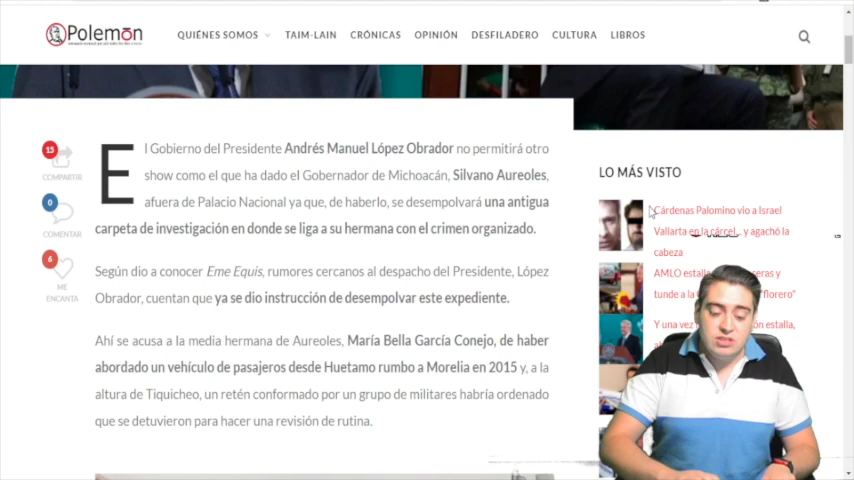 Polemón
QUIÉNES SOMOS
TAIM-LAIN
CRÓNICAS
OPINIÓN
DESFILADERO
CULTURA
LIBROS
15
COMPARTIR
0
COMENTAR
6
ME
ENCANTA
El Gobierno del Presidente Andrés Manuel López Obrador no permitirá otro
show como el que ha dado el Gobernador de Michoacán, Silvano Aureoles,
afuera de Palacio Nacional ya que, de haberlo, se desempolvará una antigua
carpeta de investigación en donde se liga a su hermana con el crimen organizado.
Según dio a conocer Eme Equis, rumores cercanos al despacho del Presidente, López
Obrador, cuentan que ya se dio instrucción de desempolvar este expediente.
Ahí se acusa a la media hermana de Aureoles, María Bella García Conejo, de haber
abordado un vehículo de pasajeros desde Huetamo rumbo a Morelia en 2015 y, a la
altura de Tiquicheo, un retén conformado por un grupo de militares habría ordenado
que se detuvieron para hacer una revisión de rutina.
LO MÁS VISTO
Cárdenas Palomino vio a Israel
Vallarta en la cárcel... y agachó la
cabeza
AMLO estalla
tunde a la "florero"
Y una vez estalla,